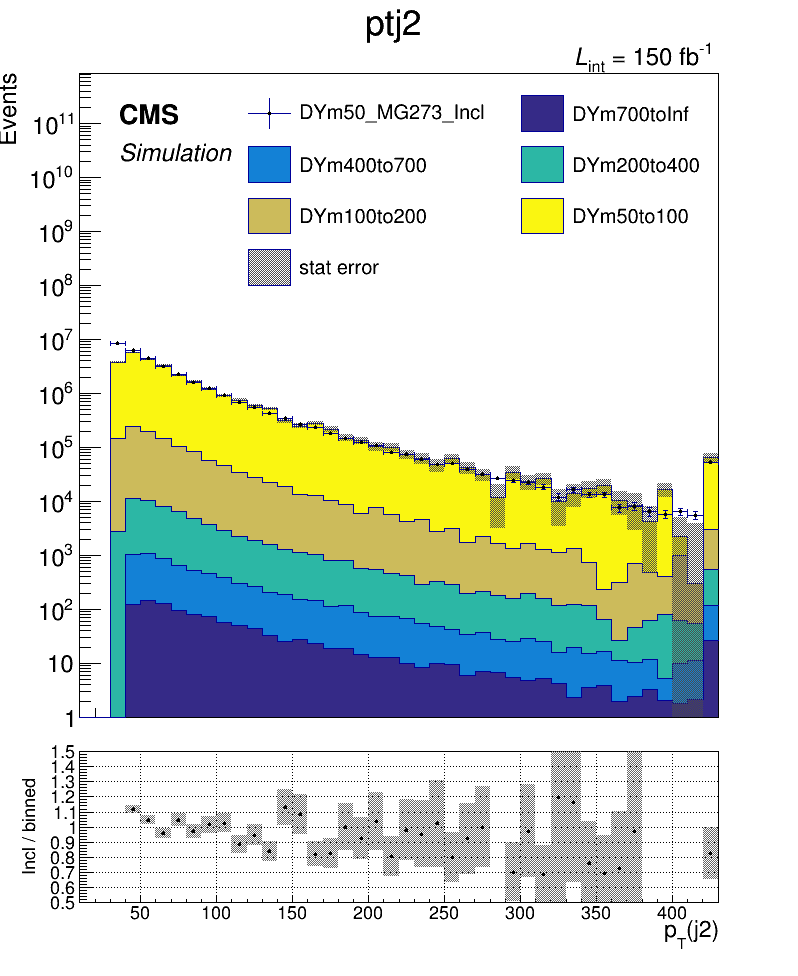 ptj2
L_int = 150 fb^-1
Events
CMS
Simulation
DYm50_MG273_Incl
DYm700toInf
DYm400to700
DYm200to400
DYm100to200
DYm50to100
stat error
10^11
10^10
10^9
10^8
10^7
10^6
10^5
10^4
10^3
10^2
10
1
Incl / binned
1.5
1.4
1.3
1.2
1.1
1
0.9
0.8
0.7
0.6
0.5
50 100 150 200 250 300 350 400
p_T(j2)